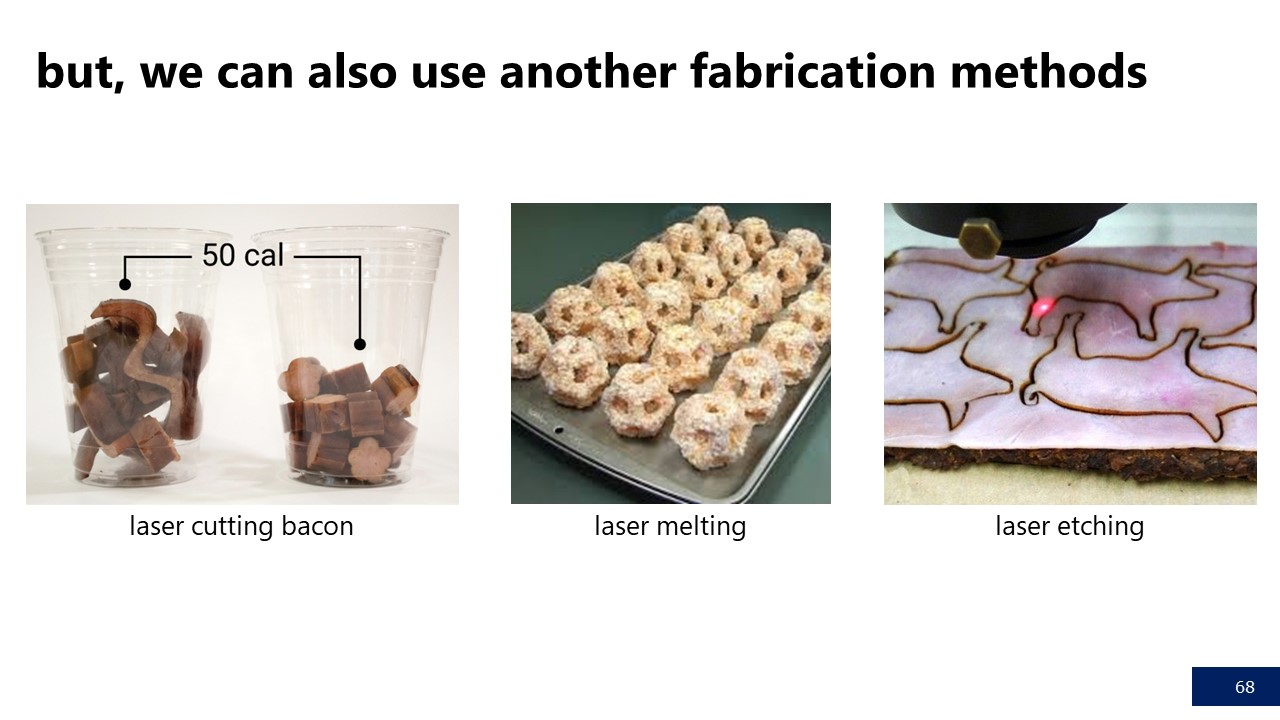 but, we can also use another fabrication methods
50 cal
laser cutting bacon
laser melting
laser etching
68